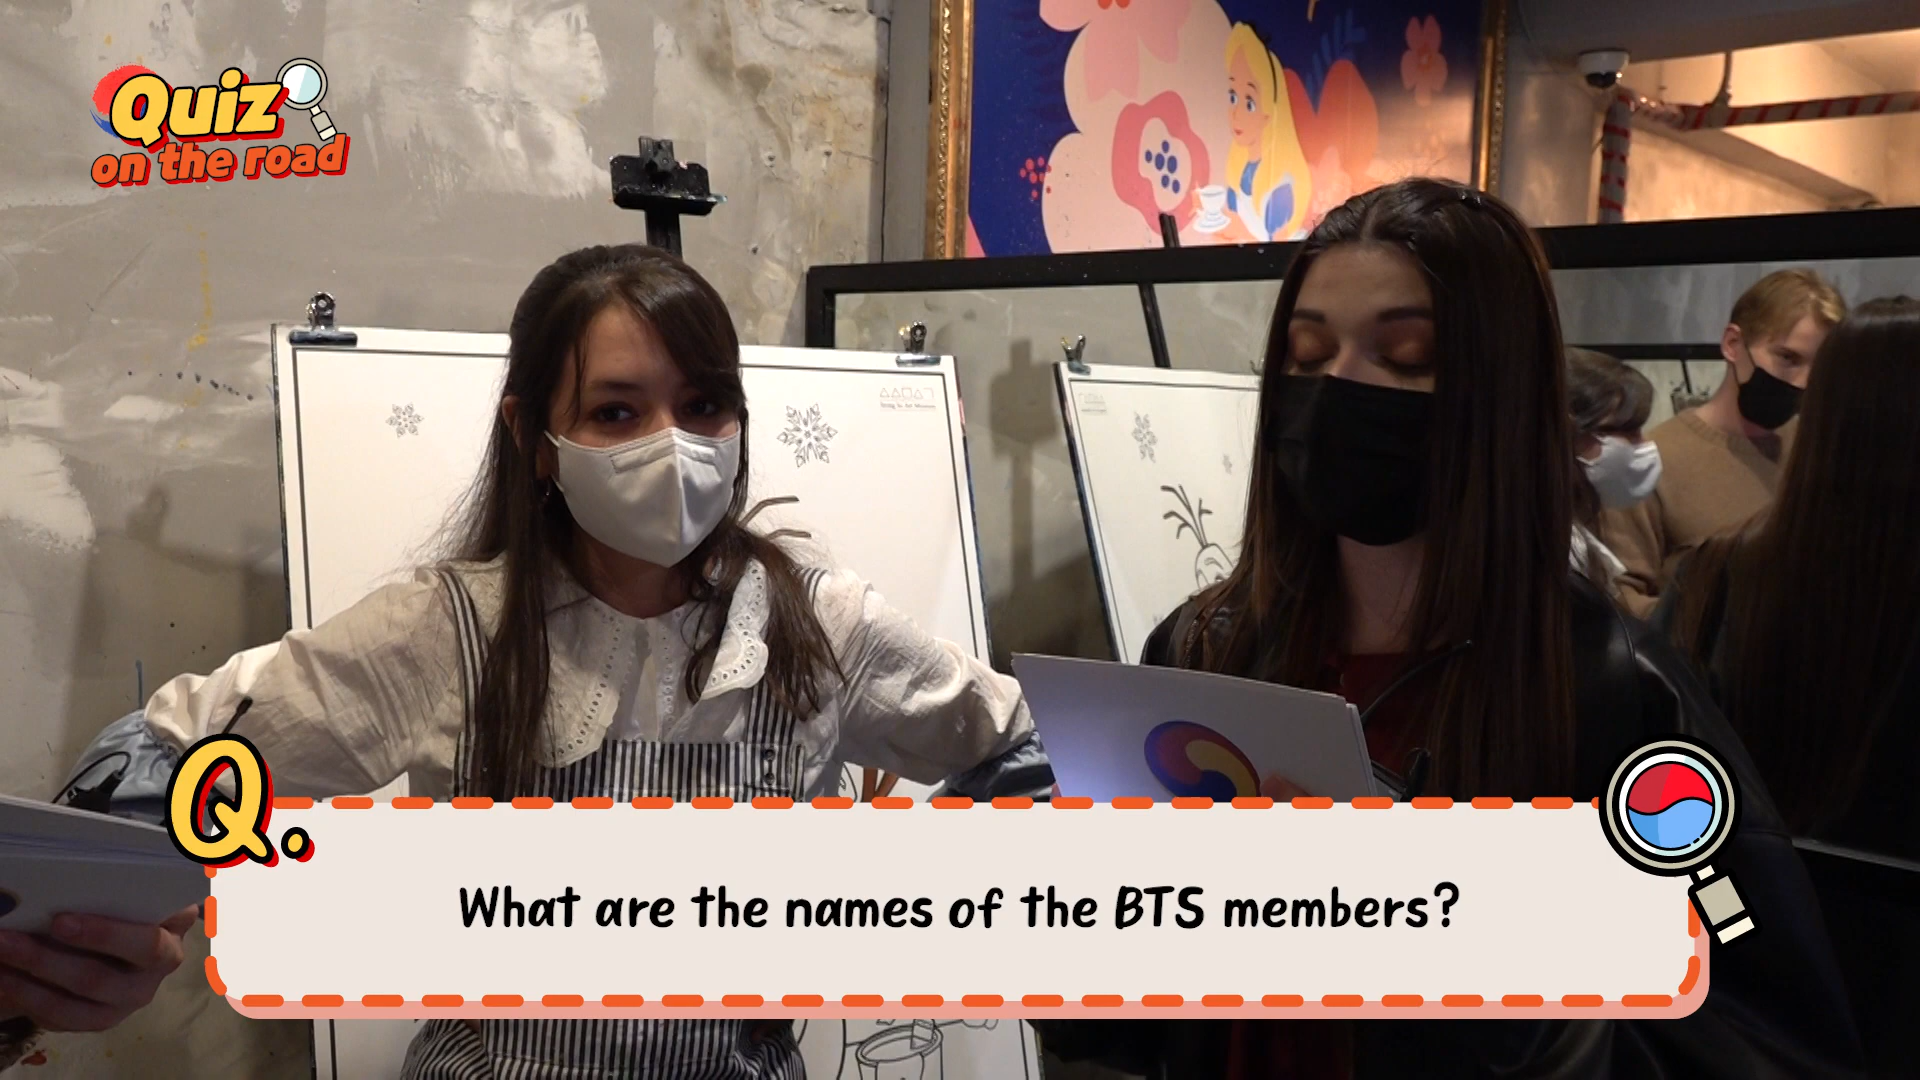 Quiz
on the road
Q.
What are the names of the BTS members?